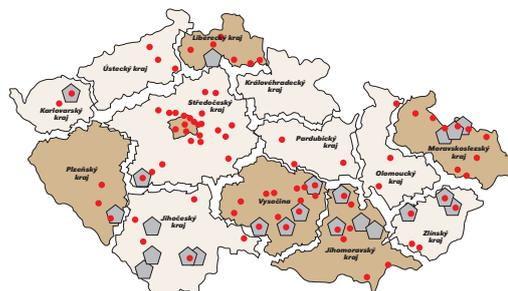 Liberecký kraj
Ústecký
kraj
Královéhradecký
kraj
Karlovarský
kraj
Středočeský
kraj
Pardubický
kraj
Moravskoslezský
kraj
Plzeňský
kraj
Olomoucký
kraj
Vysočina
Jihočeský
kraj
Zlínský
kraj
Jihomoravský
kraj